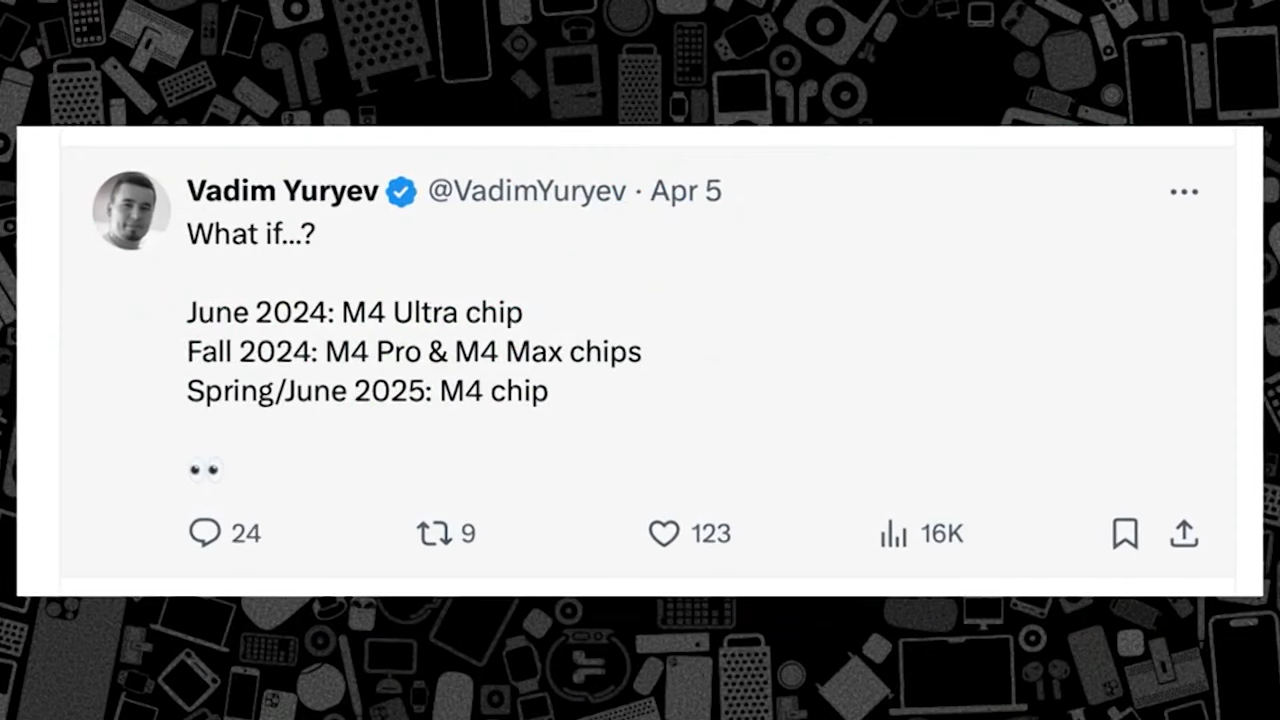 Vadim Yuryev @VadimYuryev · Apr 5
What if...?
June 2024: M4 Ultra chip
Fall 2024: M4 Pro & M4 Max chips
Spring/June 2025: M4 chip
👀
24 9 123 16K